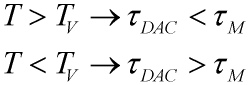 T > T_V → τ_DAC < τ_M
T < T_V → τ_DAC > τ_M